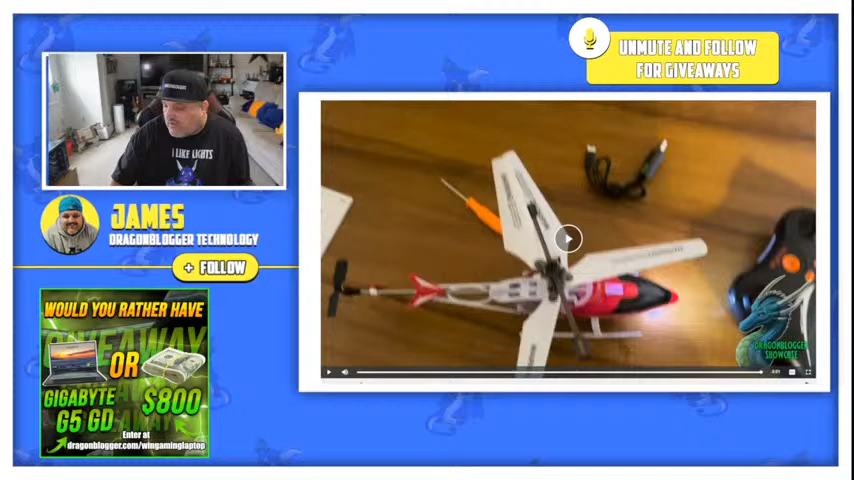 UNMUTE AND FOLLOW
FOR GIVEAWAYS
I LIKE LIGHTS
JAMES
DRAGONBLOGGER TECHNOLOGY
+ FOLLOW
WOULD YOU RATHER HAVE
GIVEAWAY
OR
GIGABYTE
G5 GD
$800
Enter at
dragonblogger.com/wingaminglaptop
DRAGONBLOGGER
SHOWCASE